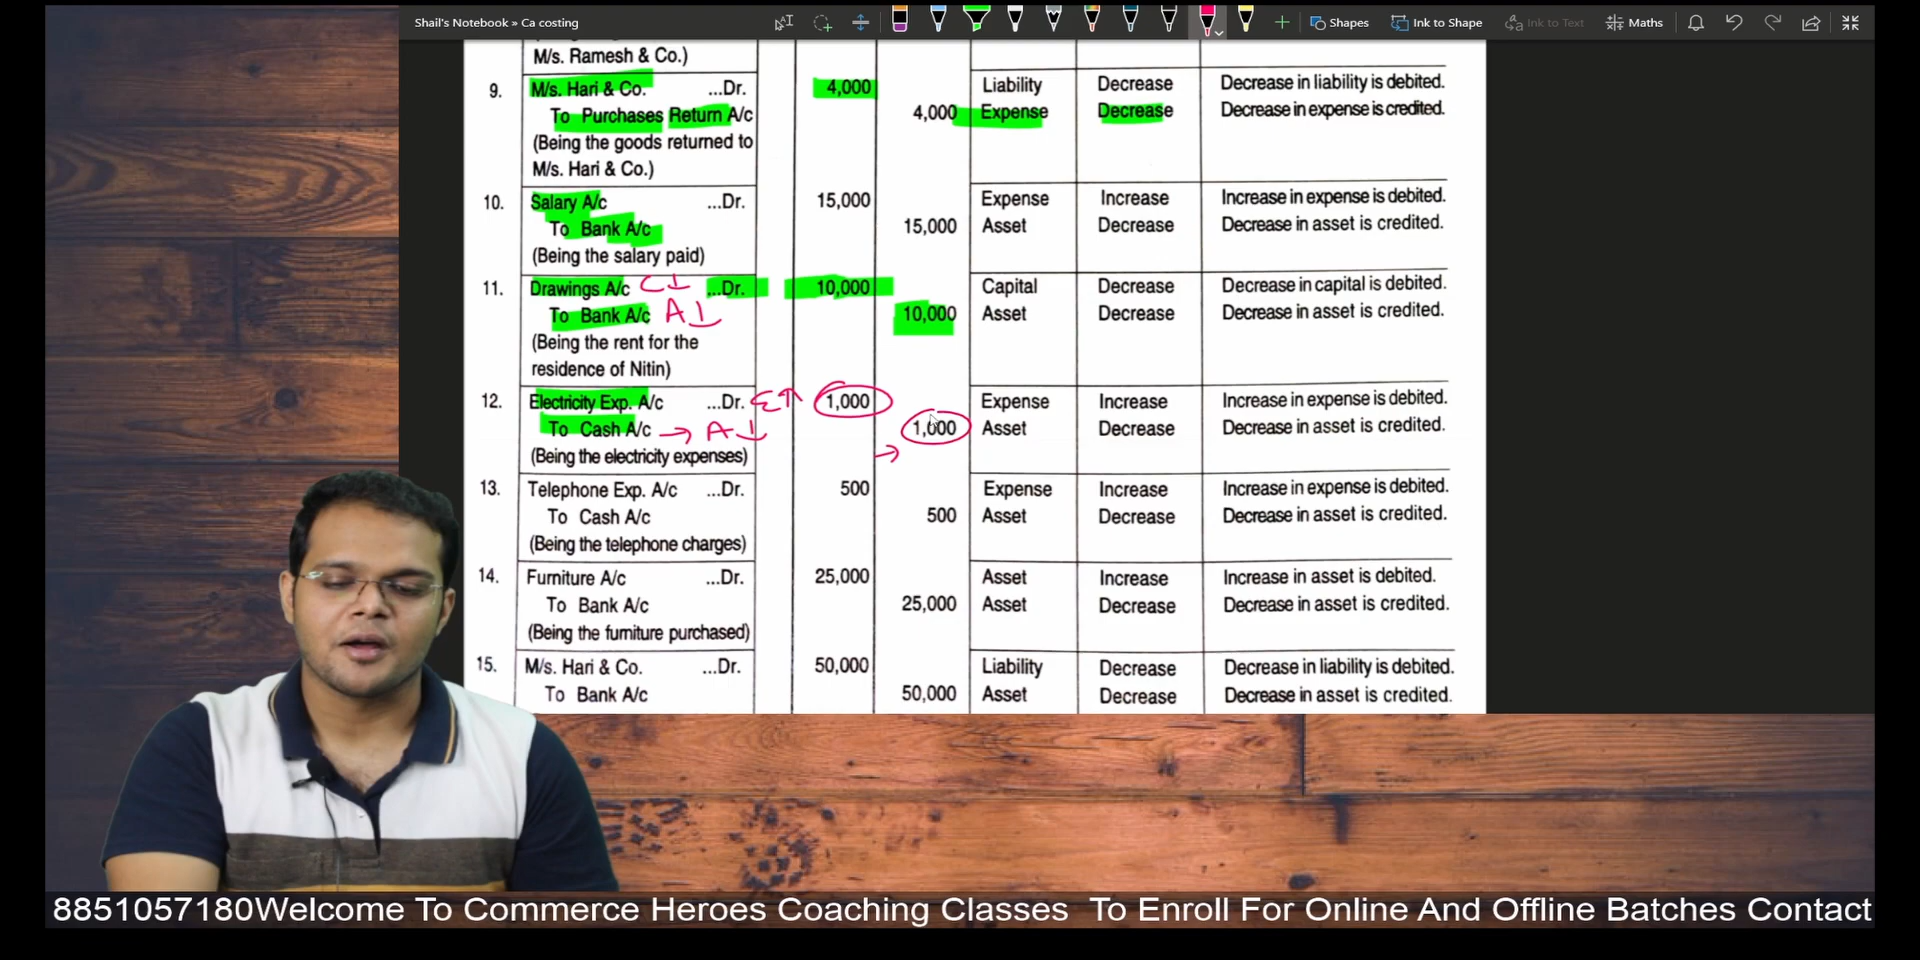 Shail's Notebook » Ca costing
Shapes
Ink to Shape
Ink to Text
Maths
M/s. Ramesh & Co.)
9. M/s. Hari & Co. ...Dr. 4,000 Liability Decrease Decrease in liability is debited.
To Purchases Return A/c 4,000 Expense Decrease Decrease in expense is credited.
(Being the goods returned to
M/s. Hari & Co.)
10. Salary A/c ...Dr. 15,000 Expense Increase Increase in expense is debited.
To Bank A/c 15,000 Asset Decrease Decrease in asset is credited.
(Being the salary paid)
11. Drawings A/c C↓ ...Dr. 10,000 Capital Decrease Decrease in capital is debited.
To Bank A/c A↓ 10,000 Asset Decrease Decrease in asset is credited.
(Being the rent for the
residence of Nitin)
12. Electricity Exp. A/c ...Dr. E↑ 1,000 Expense Increase Increase in expense is debited.
To Cash A/c → A↓ 1,000 Asset Decrease Decrease in asset is credited.
(Being the electricity expenses) →
13. Telephone Exp. A/c ...Dr. 500 Expense Increase Increase in expense is debited.
To Cash A/c 500 Asset Decrease Decrease in asset is credited.
(Being the telephone charges)
14. Furniture A/c ...Dr. 25,000 Asset Increase Increase in asset is debited.
To Bank A/c 25,000 Asset Decrease Decrease in asset is credited.
(Being the furniture purchased)
15. M/s. Hari & Co. ...Dr. 50,000 Liability Decrease Decrease in liability is debited.
To Bank A/c 50,000 Asset Decrease Decrease in asset is credited.
8851057180Welcome To Commerce Heroes Coaching Classes To Enroll For Online And Offline Batches Contact